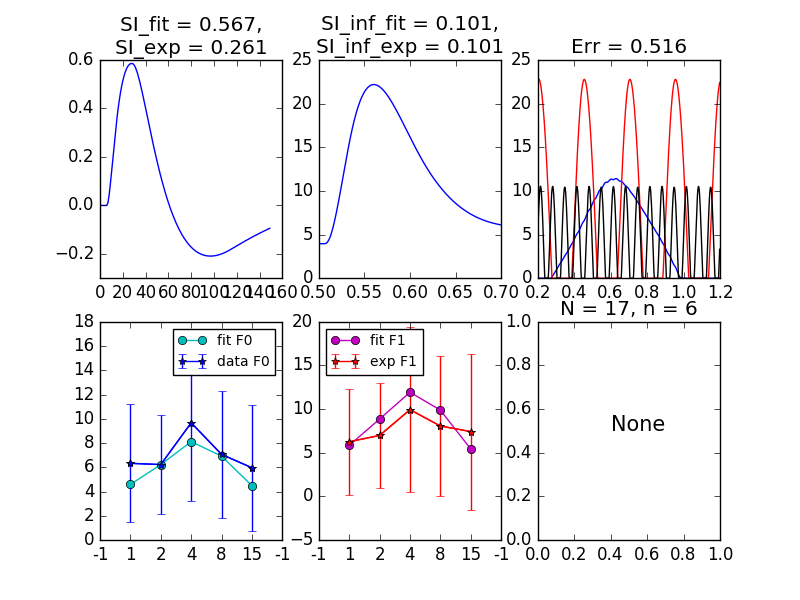 SI_fit = 0.567,
SI_exp = 0.261
SI_inf_fit = 0.101,
SI_inf_exp = 0.101
Err = 0.516
0.6
0.4
0.2
0.0
−0.2
0 20 40 60 80 100 120 140 160
25
20
15
10
5
0
0.50 0.55 0.60 0.65 0.70
25
20
15
10
5
0
0.2 0.4 0.6 0.8 1.0 1.2
18
16
14
12
10
8
6
4
2
0
-1 1 2 4 8 15 -1
fit F0
data F0
20
15
10
5
0
−5
-1 1 2 4 8 15 -1
fit F1
exp F1
N = 17, n = 6
1.0
0.8
0.6
0.4
0.2
0.0
0.0 0.2 0.4 0.6 0.8 1.0
None